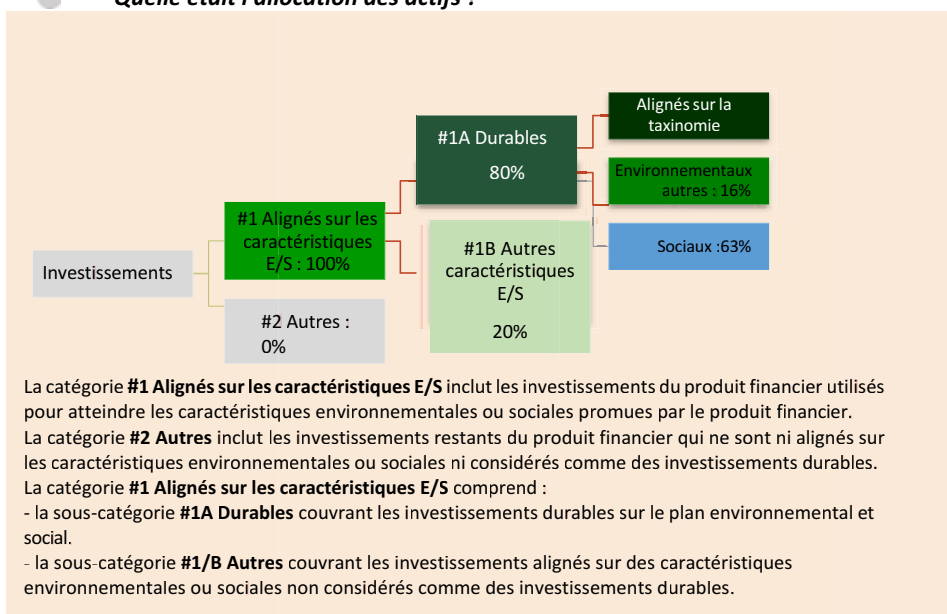 Quelle était l'allocation des actifs ?
#1A Durables
80%
Alignés sur la
taxinomie
Environnementaux
autres : 16%
Sociaux :63%
#1 Alignés sur les
caractéristiques
E/S : 100%
#1B Autres
caractéristiques
E/S
20%
Investissements
#2 Autres :
0%
La catégorie #1 Alignés sur les caractéristiques E/S inclut les investissements du produit financier utilisés
pour atteindre les caractéristiques environnementales ou sociales promues par le produit financier.
La catégorie #2 Autres inclut les investissements restants du produit financier qui ne sont ni alignés sur
les caractéristiques environnementales ou sociales ni considérés comme des investissements durables.
La catégorie #1 Alignés sur les caractéristiques E/S comprend :
- la sous-catégorie #1A Durables couvrant les investissements durables sur le plan environnemental et
social.
- la sous-catégorie #1/B Autres couvrant les investissements alignés sur des caractéristiques
environnementales ou sociales non considérés comme des investissements durables.